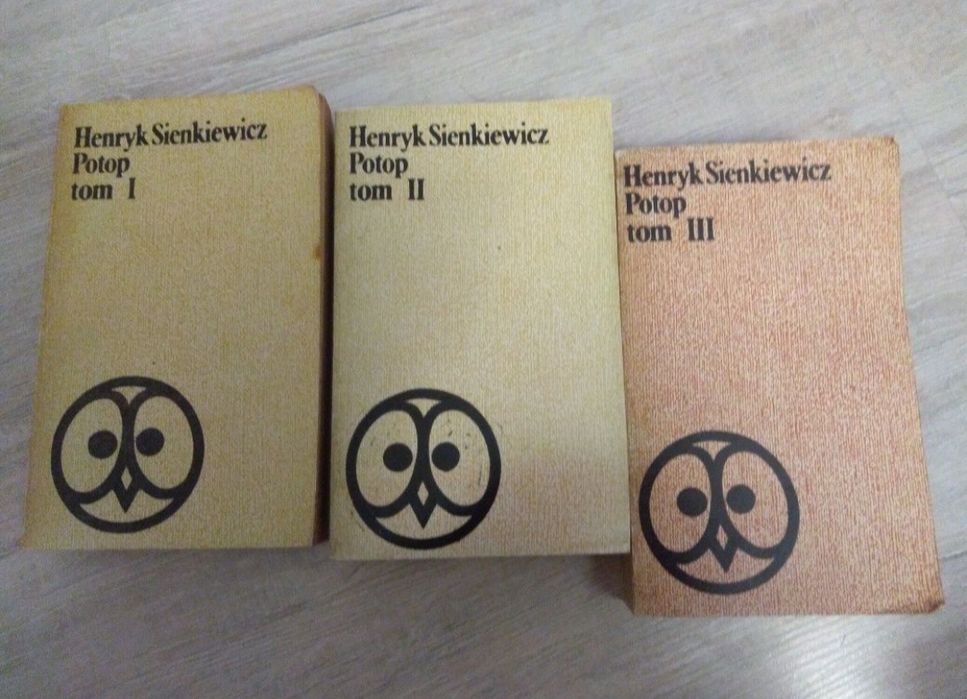 Henryk Sienkiewicz
Potop
tom I
Henryk Sienkiewicz
Potop
tom II
Henryk Sienkiewicz
Potop
tom III